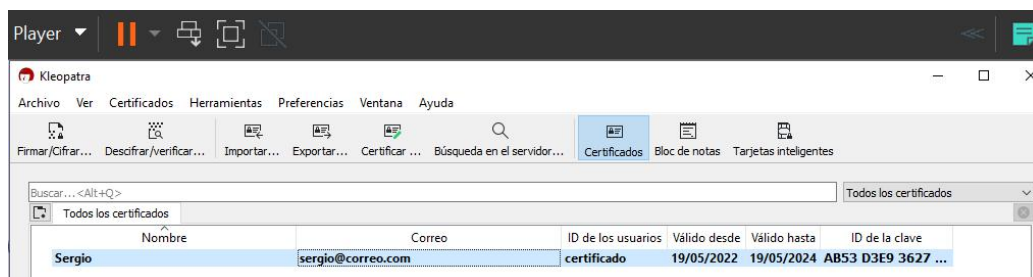 Player
Kleopatra
Archivo Ver Certificados Herramientas Preferencias Ventana Ayuda
Firmar/Cifrar... Descifrar/verificar... Importar... Exportar... Certificar ... Búsqueda en el servidor... Certificados Bloc de notas Tarjetas inteligentes
Buscar...<Alt+Q> Todos los certificados
Todos los certificados
Nombre Correo ID de los usuarios Válido desde Válido hasta ID de la clave
Sergio sergio@correo.com certificado 19/05/2022 19/05/2024 AB53 D3E9 3627 ...